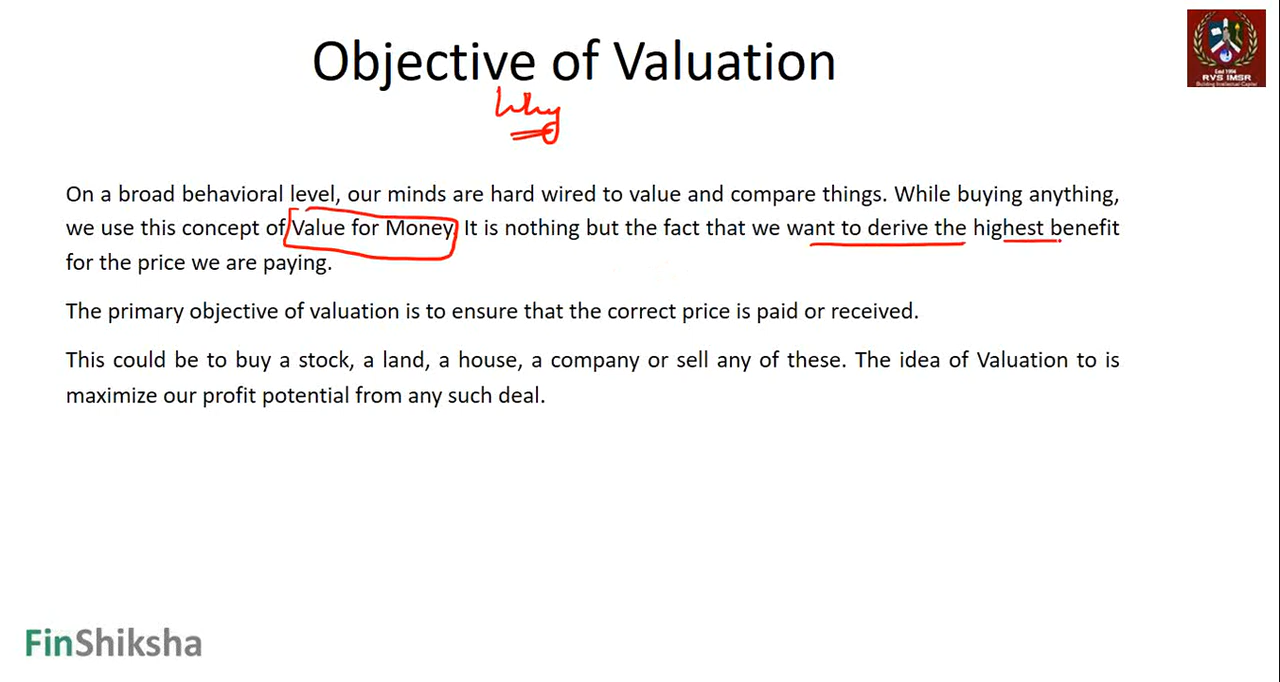 Objective of Valuation
Estd 1996
RVS IMSR
Building Intellectual Capital
Why
On a broad behavioral level, our minds are hard wired to value and compare things. While buying anything,
we use this concept of Value for Money. It is nothing but the fact that we want to derive the highest benefit
for the price we are paying.
The primary objective of valuation is to ensure that the correct price is paid or received.
This could be to buy a stock, a land, a house, a company or sell any of these. The idea of Valuation to is
maximize our profit potential from any such deal.
FinShiksha